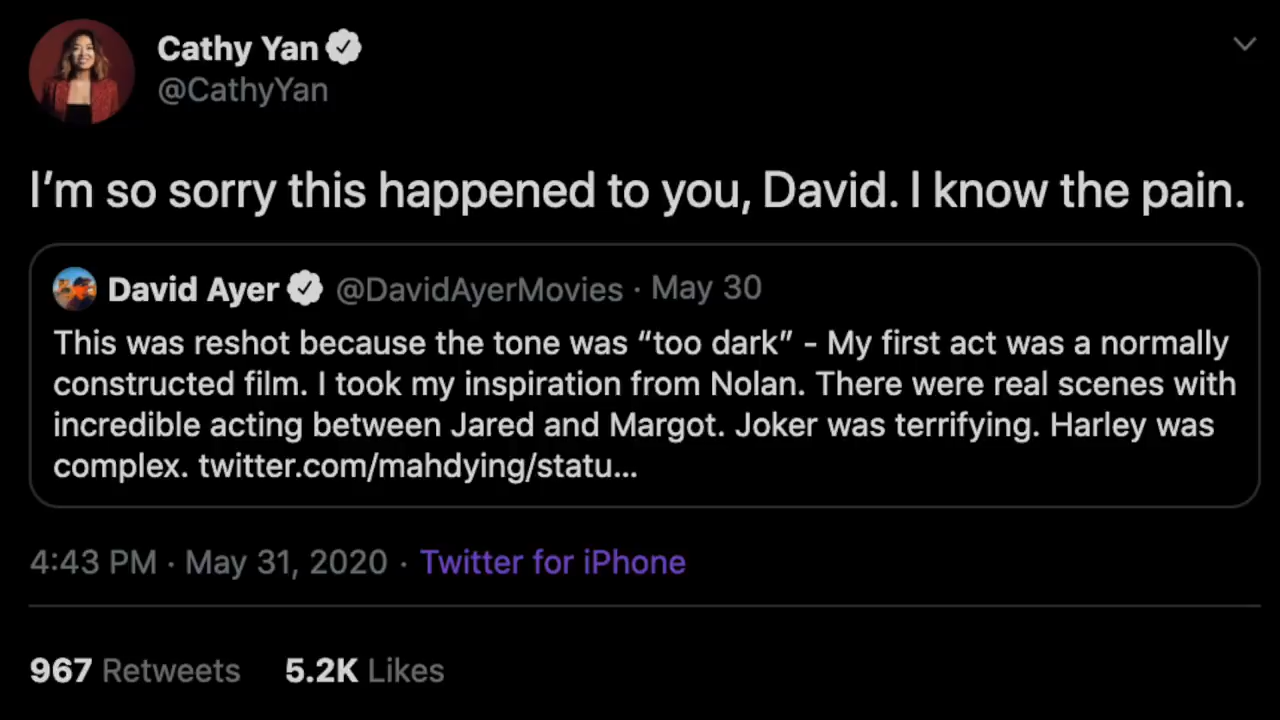 Cathy Yan
@CathyYan
I’m so sorry this happened to you, David. I know the pain.
David Ayer @DavidAyerMovies · May 30
This was reshot because the tone was “too dark” - My first act was a normally
constructed film. I took my inspiration from Nolan. There were real scenes with
incredible acting between Jared and Margot. Joker was terrifying. Harley was
complex. twitter.com/mahdying/statu...
4:43 PM · May 31, 2020 · Twitter for iPhone
967 Retweets 5.2K Likes